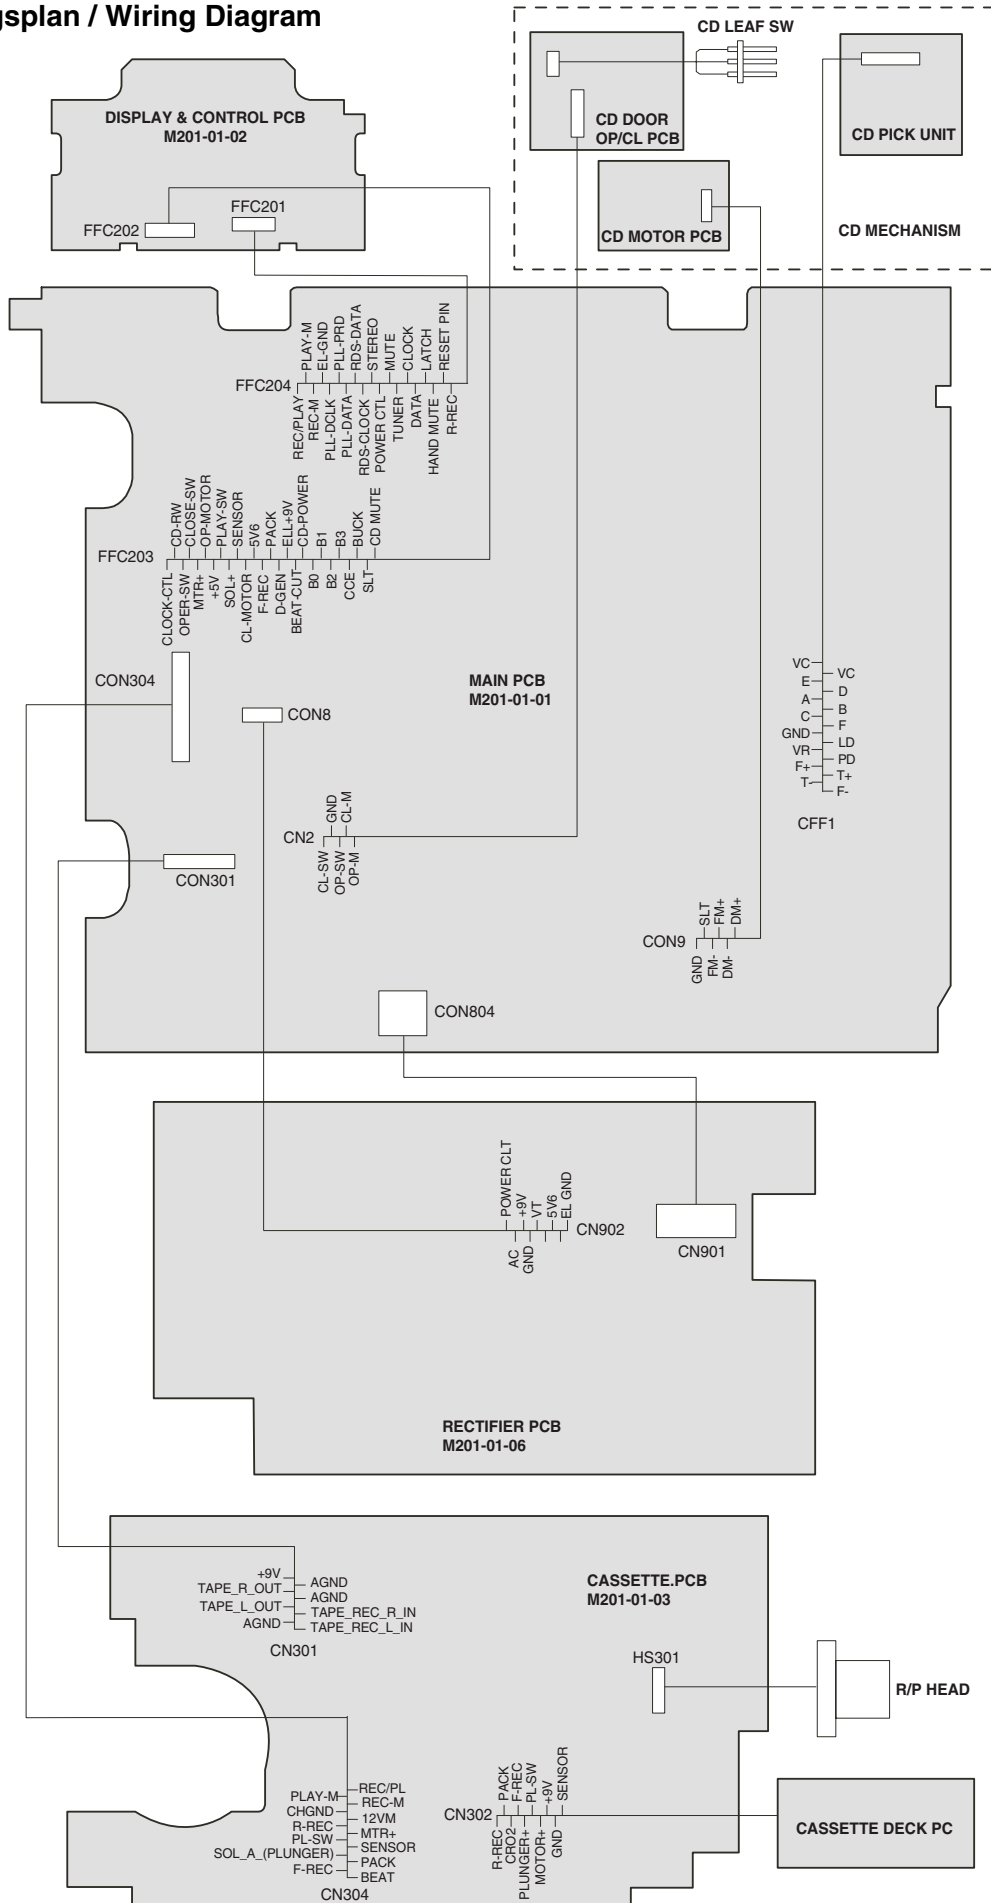 gsplan / Wiring Diagram
CD LEAF SW
DISPLAY & CONTROL PCB
M201-01-02
CD DOOR
OP/CL PCB
CD PICK UNIT
FFC202
FFC201
CD MOTOR PCB
CD MECHANISM
PLAY-M
EL-GND
PLL-PRD
RDS-DATA
STEREO
MUTE
CLOCK
LATCH
RESET PIN
FFC204
REC/PLAY
REC-M
PLL-DCLK
PLL-DATA
RDS-CLOCK
POWER CTL
TUNER
DATA
HAND MUTE
R-REC
CD-RW
CLOSE-SW
OP-MOTOR
PLAY-SW
SENSOR
5V6
PACK
ELL+9V
CD-POWER
B1
B3
BUCK
CD MUTE
FFC203
CLOCK-CTL
OPER-SW
MTR+
+5V
SOL+
CL-MOTOR
F-REC
D-GEN
BEAT-CUT
B0
B2
CCE
SLT
CON304
MAIN PCB
M201-01-01
CON8
VC
E
A
C
GND
VR
F+
T-
VC
D
B
F
LD
PD
T+
F-
CFF1
GND
CL-M
CN2
CL-SW
OP-SW
OP-M
CON301
SLT
FM+
DM+
CON9
GND
FM-
DM-
CON804
POWER CLT
+9V
VT
5V6
EL GND
CN902
AC
GND
CN901
RECTIFIER PCB
M201-01-06
+9V
TAPE_R_OUT
TAPE_L_OUT
AGND
AGND
AGND
TAPE_REC_R_IN
TAPE_REC_L_IN
CN301
CASSETTE.PCB
M201-01-03
HS301
R/P HEAD
PLAY-M
CHGND
R-REC
PL-SW
SOL_A_(PLUNGER)
F-REC
REC/PL
REC-M
12VM
MTR+
SENSOR
PACK
BEAT
CN304
PACK
F-REC
PL-SW
+9V
SENSOR
CN302
R-REC
CRO2
PLUNGER+
MOTOR+
GND
CASSETTE DECK PC